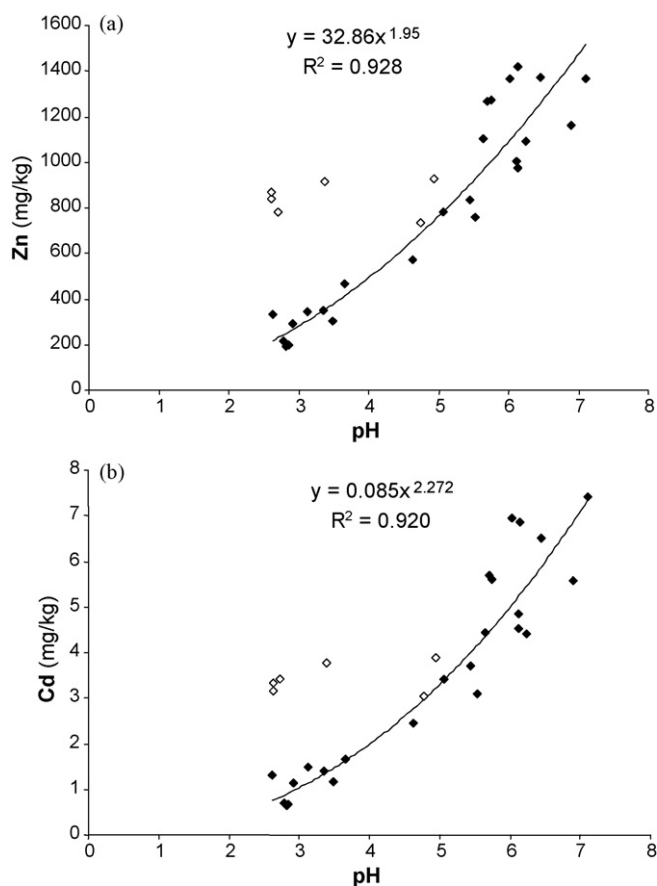 (a)
y = 32.86x^1.95
R² = 0.928
1600
1400
1200
1000
800
600
400
200
0
Zn (mg/kg)
0 1 2 3 4 5 6 7 8
pH
(b)
y = 0.085x^2.272
R² = 0.920
8
7
6
5
4
3
2
1
0
Cd (mg/kg)
0 1 2 3 4 5 6 7 8
pH